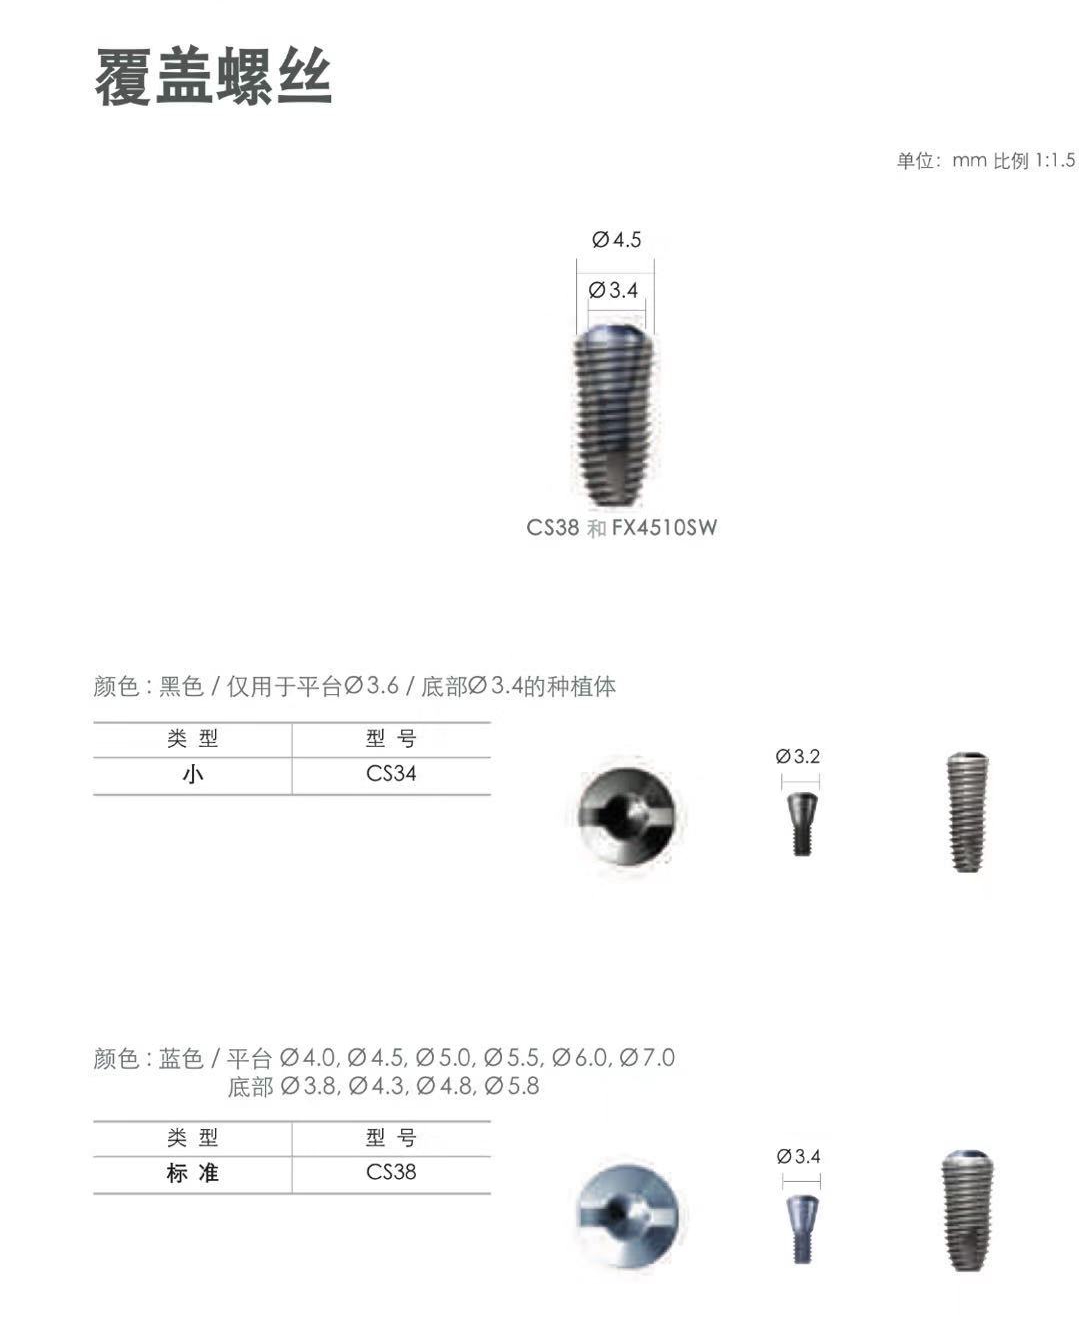 覆盖螺丝
单位：mm 比例 1:1.5
Ø4.5
Ø3.4
CS38 和 FX4510SW
颜色 : 黑色 / 仅用于平台Ø3.6 / 底部Ø3.4的种植体
类 型 型 号
小 CS34
Ø3.2
颜色 : 蓝色 / 平台 Ø4.0, Ø4.5, Ø5.0, Ø5.5, Ø6.0, Ø7.0
底部 Ø3.8, Ø4.3, Ø4.8, Ø5.8
类 型 型 号
标 准 CS38
Ø3.4